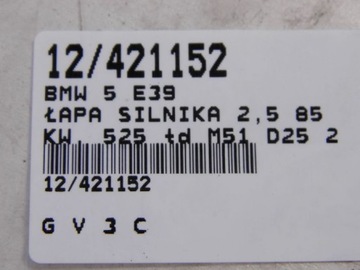 12/421152
BMW 5 E39
ŁAPA SILNIKA 2,5 85
KW. 525 td M51 D25 2
12/421152
G V 3 C